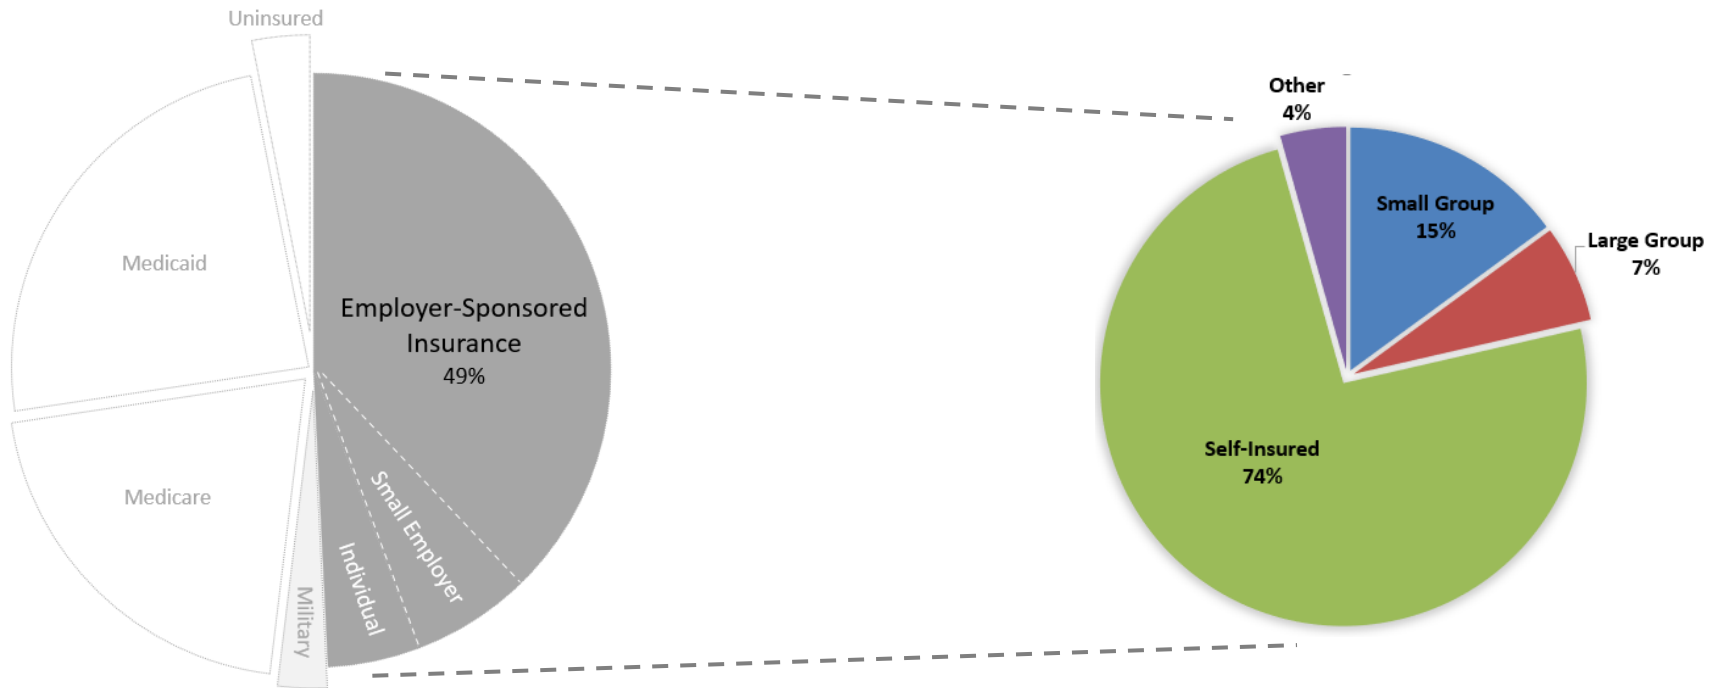 Uninsured
Medicaid
Medicare
Military
Individual
Small Employer
Employer-Sponsored
Insurance
49%
Other
4%
Small Group
15%
Large Group
7%
Self-Insured
74%